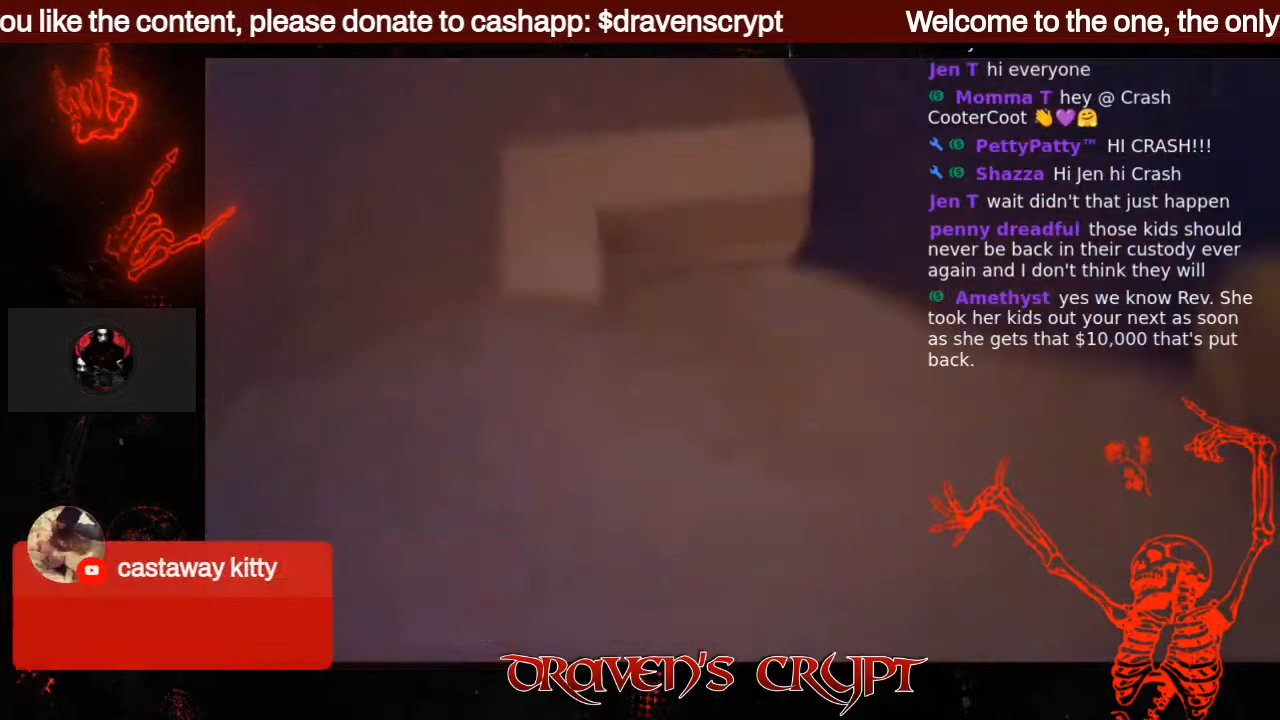 ou like the content, please donate to cashapp: $dravenscrypt Welcome to the one, the only
Jen T hi everyone
Momma T hey @ Crash
CooterCoot 👋💜🤗
PettyPatty™ HI CRASH!!!
Shazza Hi Jen hi Crash
Jen T wait didn't that just happen
penny dreadful those kids should
never be back in their custody ever
again and I don't think they will
Amethyst yes we know Rev. She
took her kids out your next as soon
as she gets that $10,000 that's put
back.
castaway kitty
DRAVEN'S CRYPT